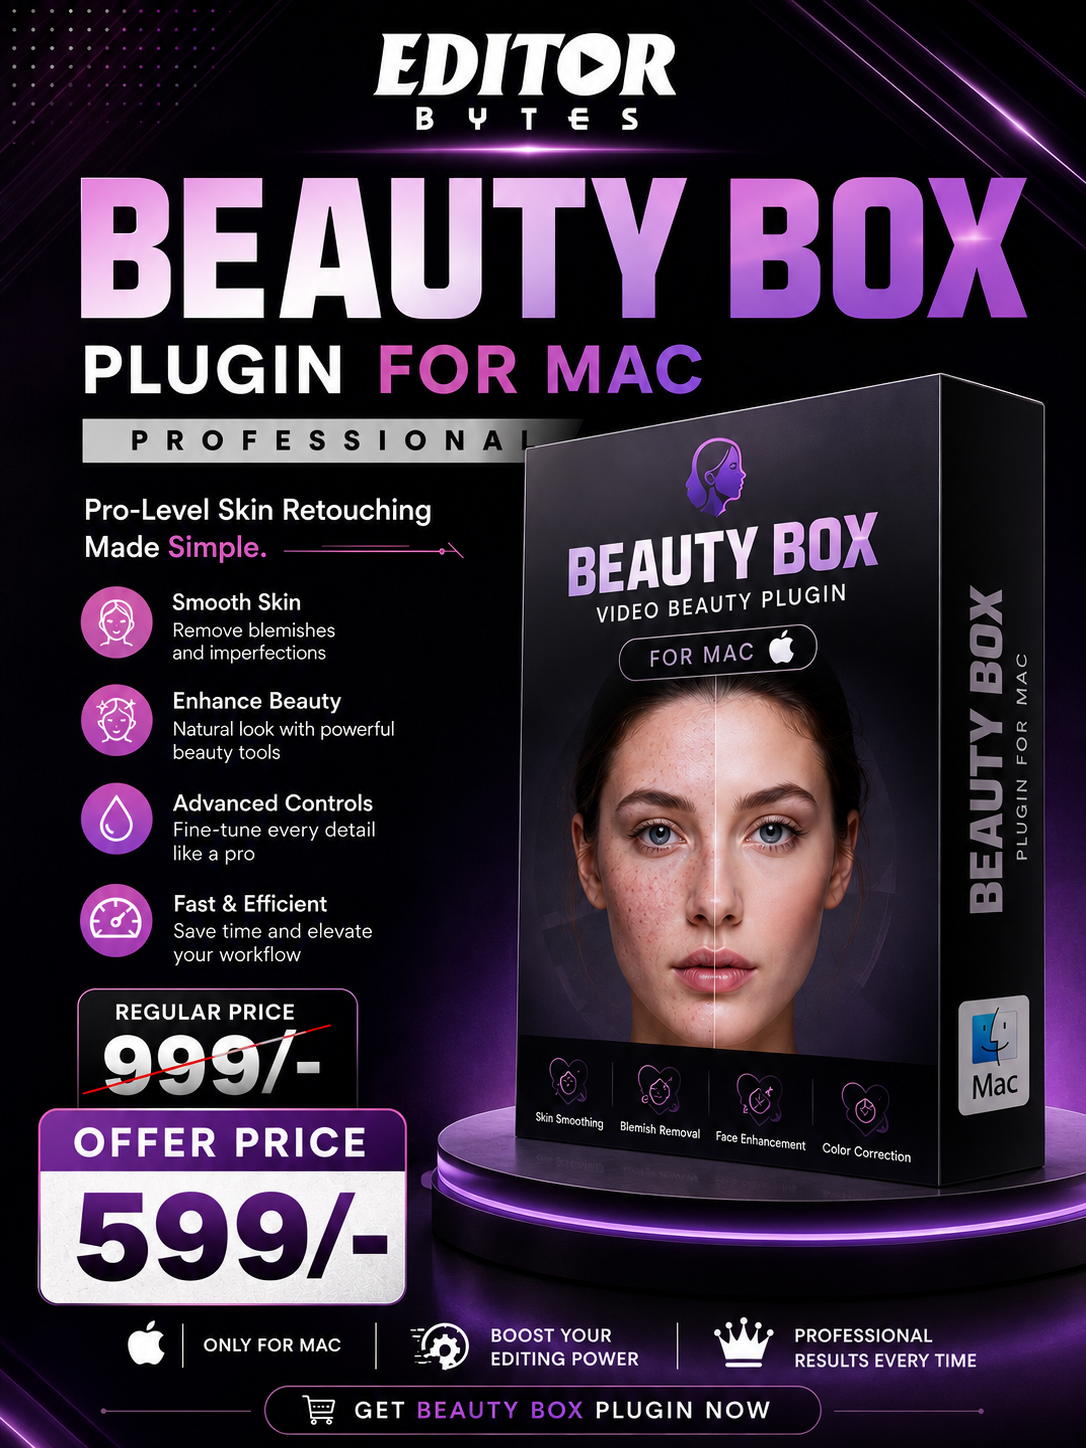 EDITOR
BYTES
BEAUTY BOX
PLUGIN FOR MAC
PROFESSIONAL
Pro-Level Skin Retouching
Made Simple.
Smooth Skin
Remove blemishes
and imperfections
Enhance Beauty
Natural look with powerful
beauty tools
Advanced Controls
Fine-tune every detail
like a pro
Fast & Efficient
Save time and elevate
your workflow
REGULAR PRICE
999/-
OFFER PRICE
599/-
BEAUTY BOX
VIDEO BEAUTY PLUGIN
FOR MAC
Skin Smoothing
Blemish Removal
Face Enhancement
Color Correction
BEAUTY BOX
PLUGIN FOR MAC
Mac
ONLY FOR MAC
BOOST YOUR
EDITING POWER
PROFESSIONAL
RESULTS EVERY TIME
GET BEAUTY BOX PLUGIN NOW